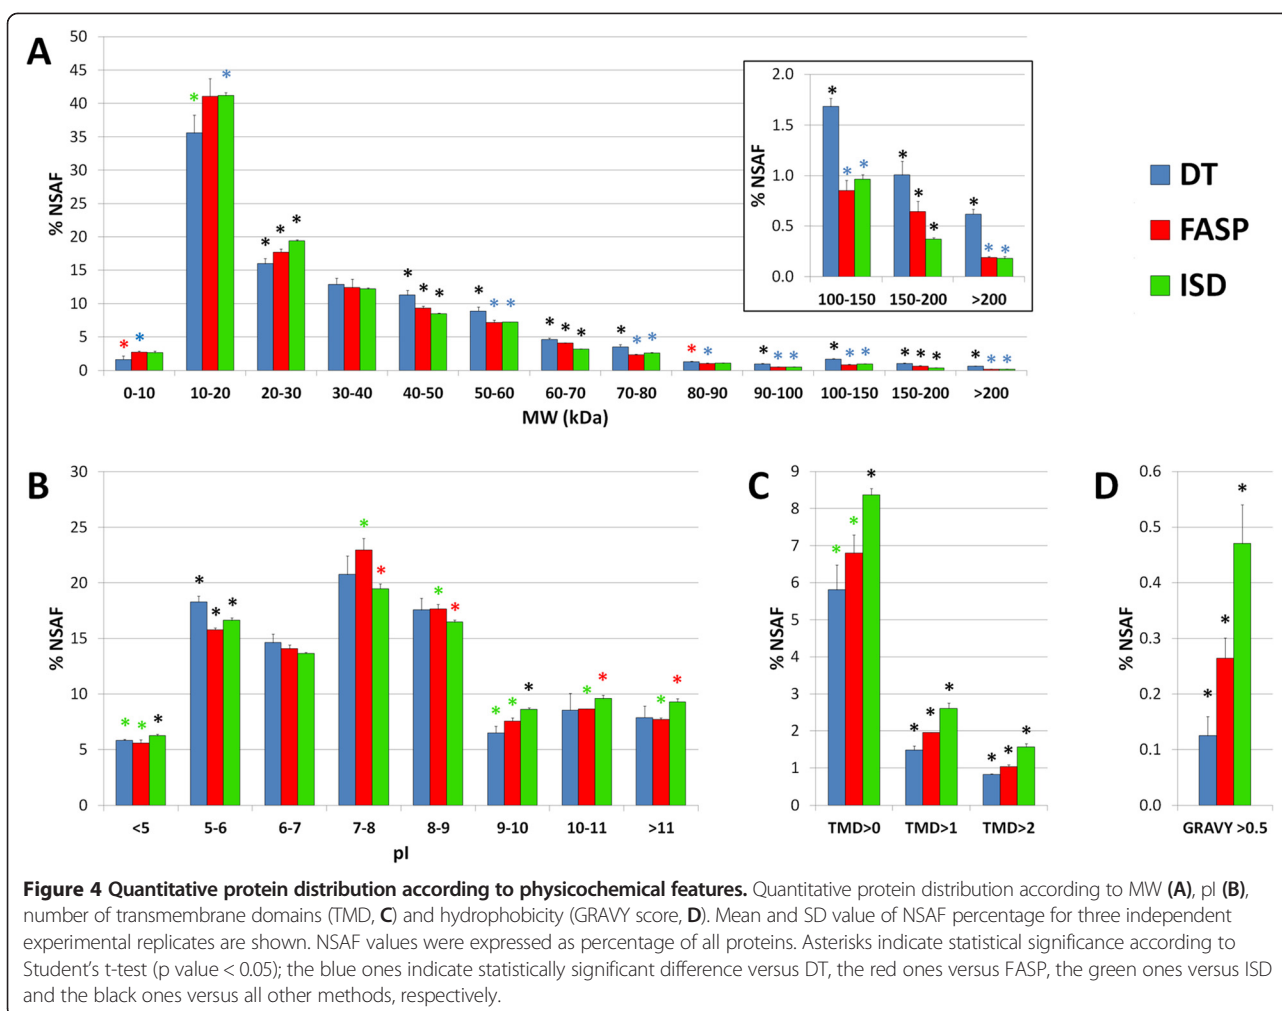 A
% NSAF
50
45
40
35
30
25
20
15
10
5
0
* * * * * * * * * * * * * * * * * * * * * * * * * * * * * * * * *
0-10 10-20 20-30 30-40 40-50 50-60 60-70 70-80 80-90 90-100 100-150 150-200 >200
MW (kDa)
% NSAF
2.0
1.5
1.0
0.5
0.0
* * * * * * * * *
100-150 150-200 >200
DT
FASP
ISD
B
% NSAF
30
25
20
15
10
5
0
* * * * * * * * * * * * * * * * *
<5 5-6 6-7 7-8 8-9 9-10 10-11 >11
pI
C
% NSAF
9
8
7
6
5
4
3
2
1
0
* * * * * * * * *
TMD>0 TMD>1 TMD>2
D
% NSAF
0.6
0.5
0.4
0.3
0.2
0.1
0.0
* * *
GRAVY >0.5
Figure 4 Quantitative protein distribution according to physicochemical features. Quantitative protein distribution according to MW (A), pI (B),
number of transmembrane domains (TMD, C) and hydrophobicity (GRAVY score, D). Mean and SD value of NSAF percentage for three independent
experimental replicates are shown. NSAF values were expressed as percentage of all proteins. Asterisks indicate statistical significance according to
Student's t-test (p value < 0.05); the blue ones indicate statistically significant difference versus DT, the red ones versus FASP, the green ones versus ISD
and the black ones versus all other methods, respectively.